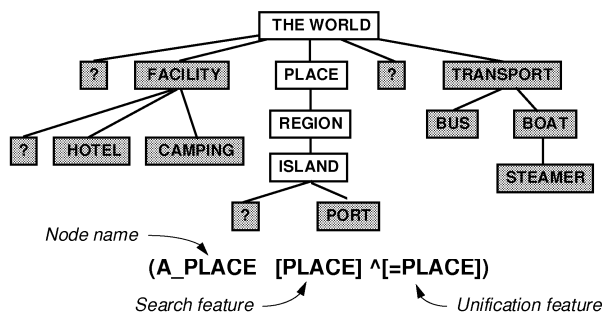 THE WORLD
? FACILITY PLACE ? TRANSPORT
REGION BUS BOAT
? HOTEL CAMPING ISLAND STEAMER
? PORT
Node name
(A_PLACE [PLACE] ^[=PLACE])
Search feature Unification feature